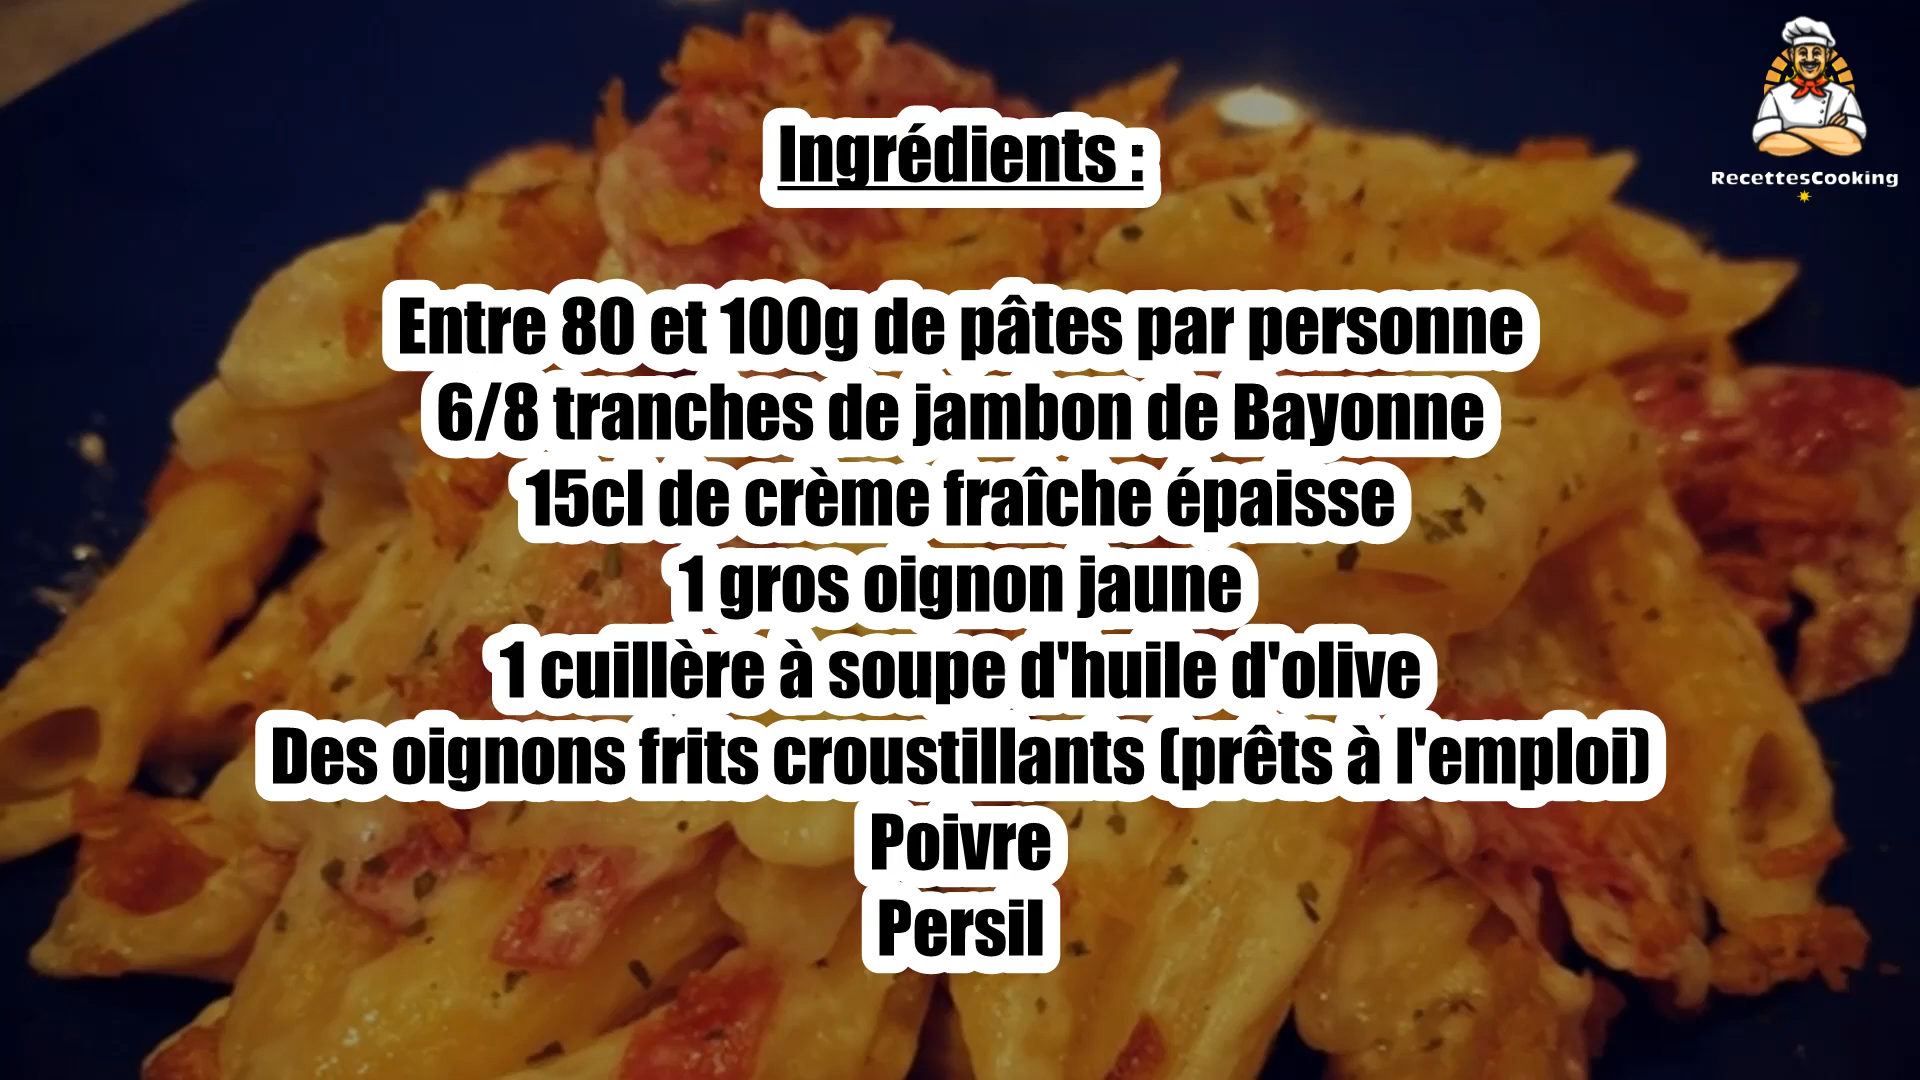 RecettesCooking
Ingrédients :
Entre 80 et 100g de pâtes par personne
6/8 tranches de jambon de Bayonne
15cl de crème fraîche épaisse
1 gros oignon jaune
1 cuillère à soupe d'huile d'olive
Des oignons frits croustillants (prêts à l'emploi)
Poivre
Persil